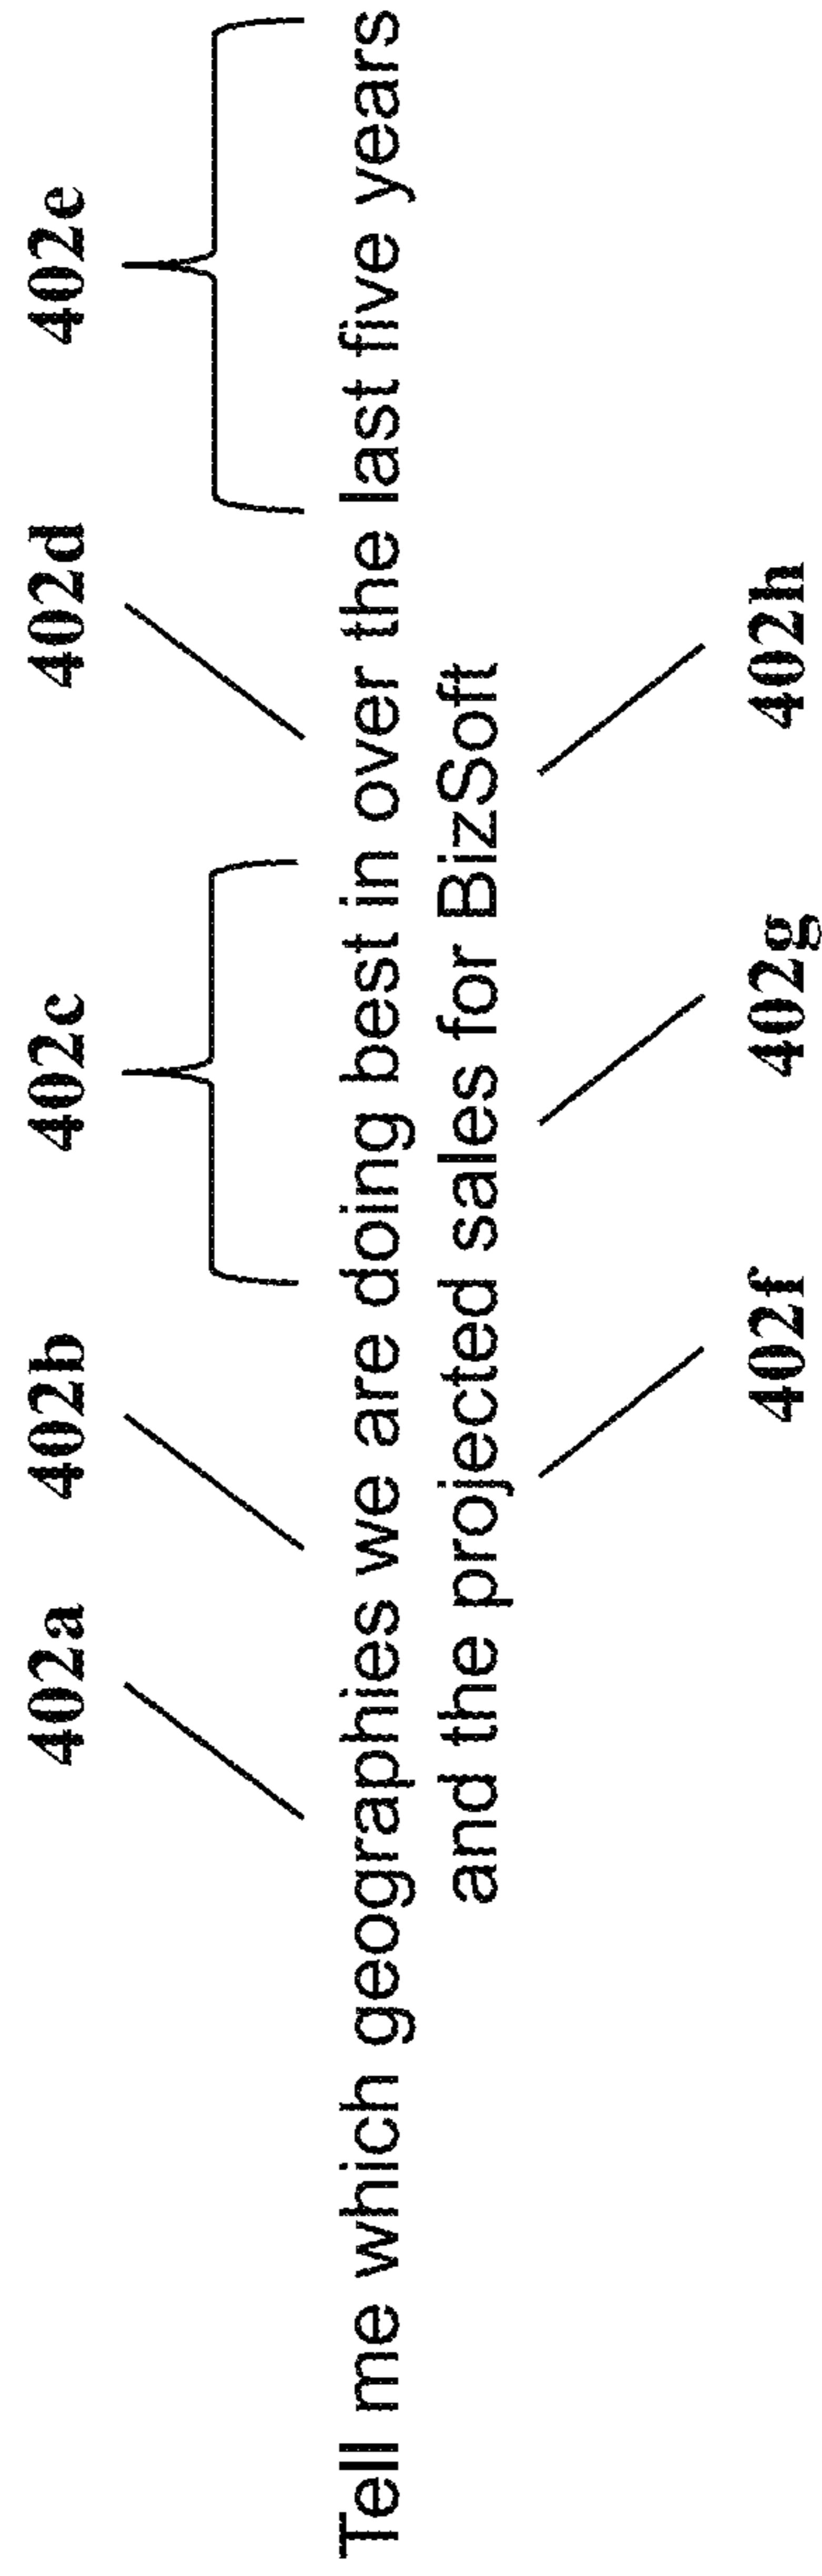 402a 402b 402c 402d 402e
Tell me which geographies we are doing best in over the last five years
and the projected sales for BizSoft
402f 402g 402h